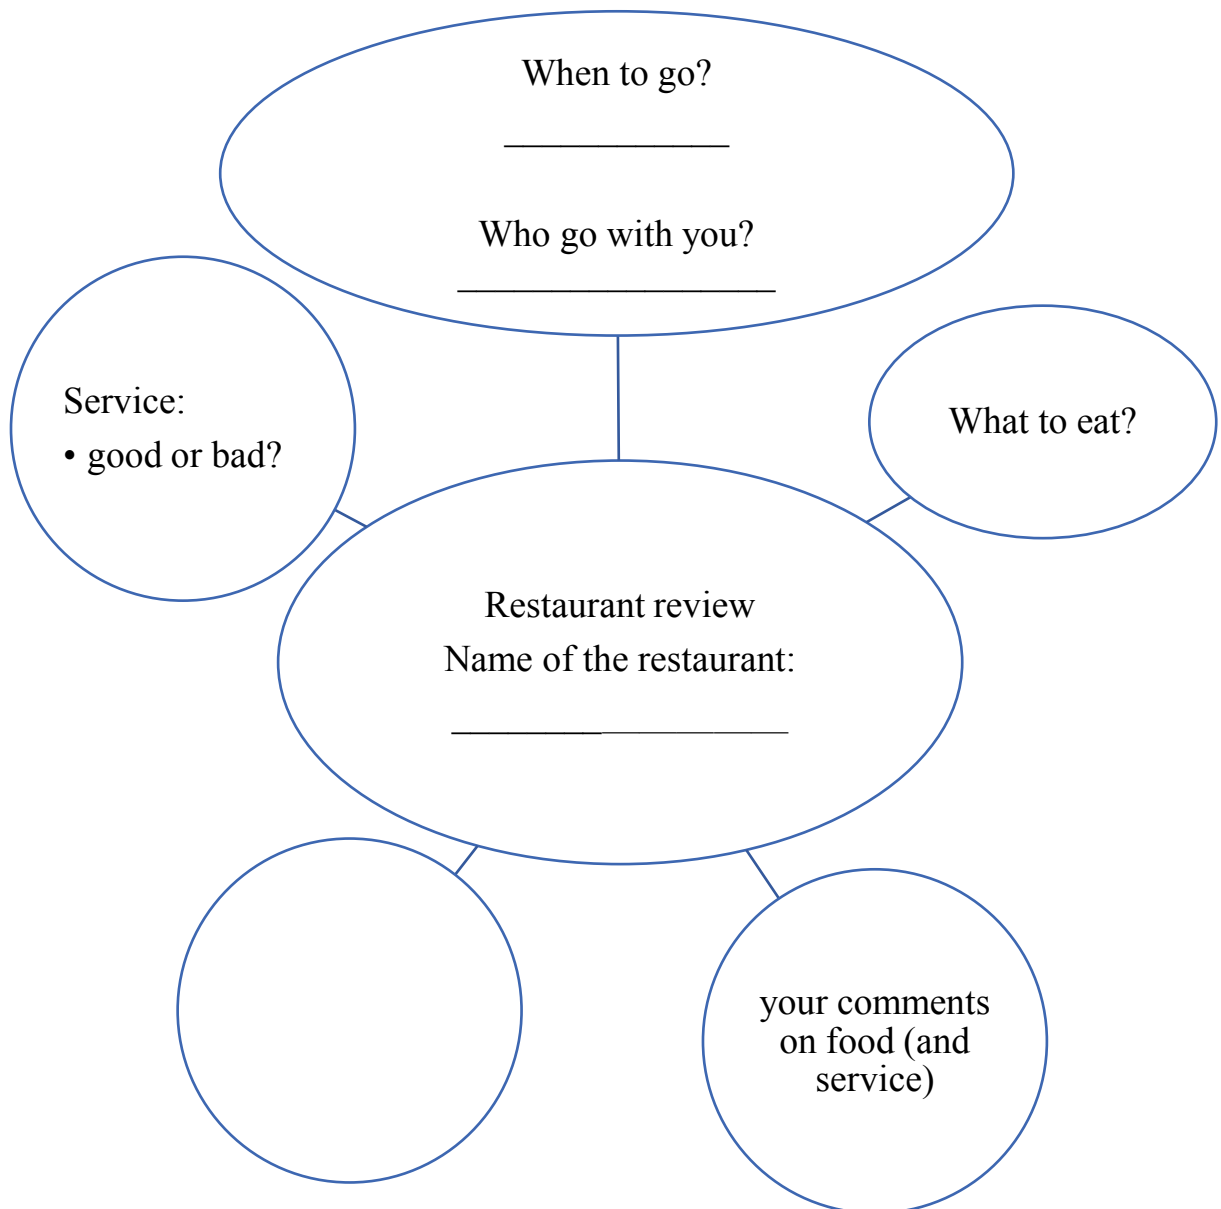 When to go?
____________
Who go with you?
_________________
Service:
• good or bad?
What to eat?
Restaurant review
Name of the restaurant:
__________________
your comments
on food (and
service)